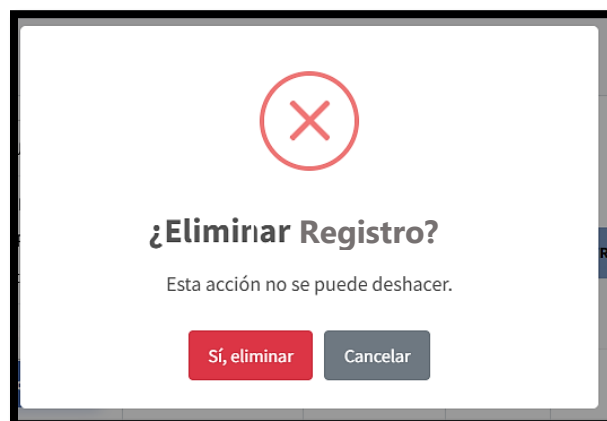 ¿Eliminar Registro?
Esta acción no se puede deshacer.
Sí, eliminar
Cancelar